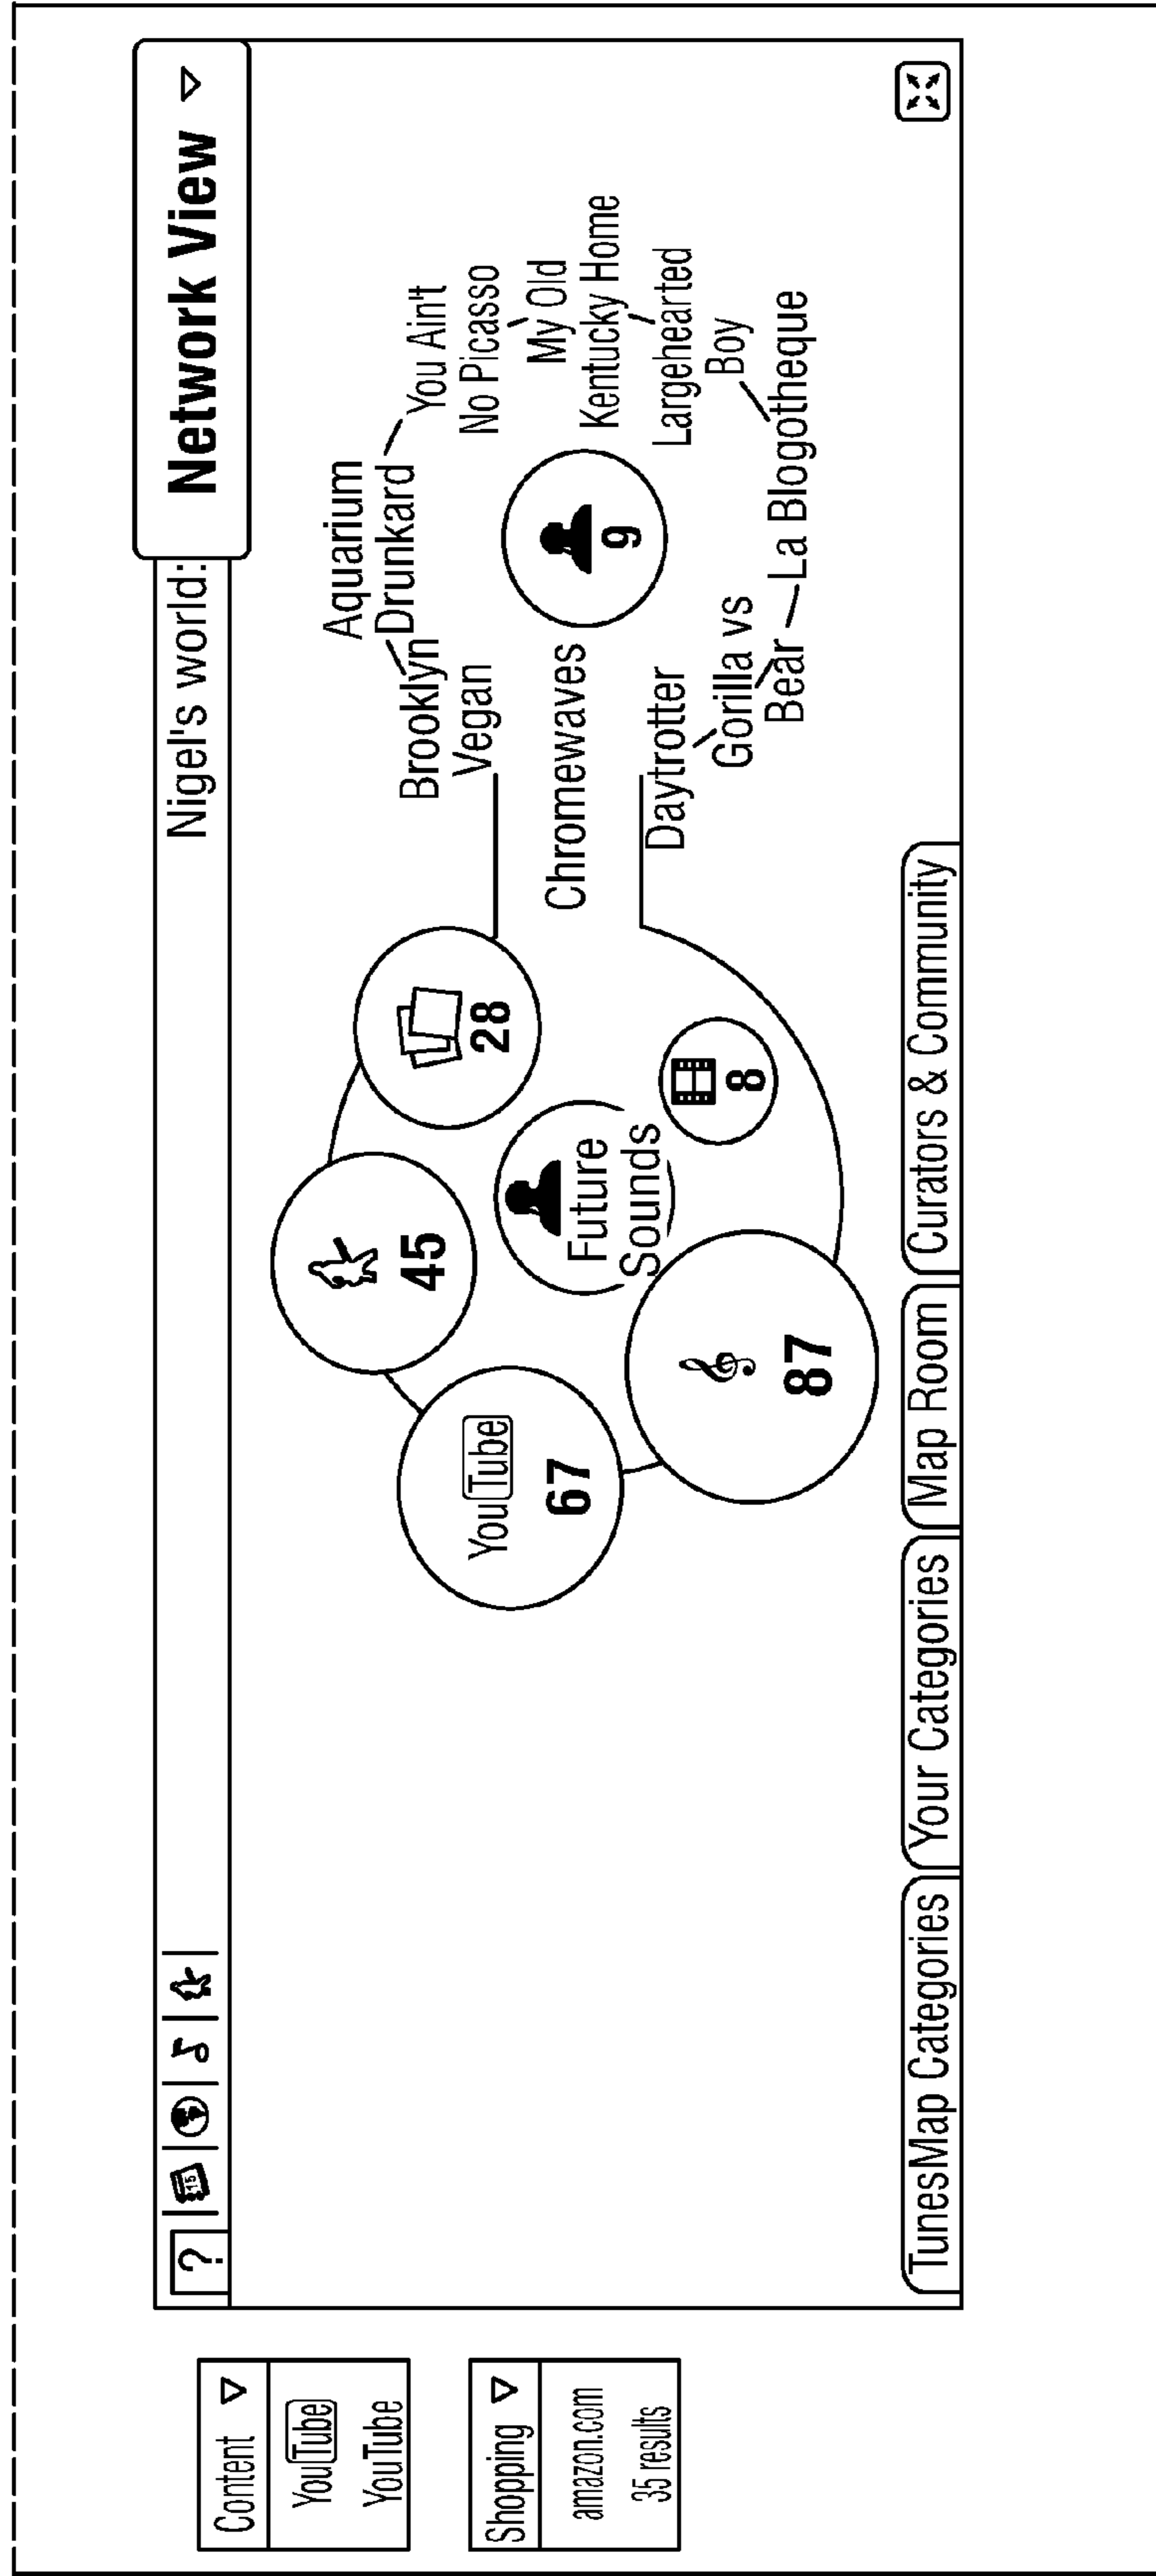 Content
YouTube
YouTube
Shopping
amazon.com
35 results
?
15
Nigel's world:
Network View
YouTube
67
45
28
Future
Sounds
87
8
Chromewaves
9
Brooklyn
Vegan
Aquarium
Drunkard
You Ain't
No Picasso
My Old
Kentucky Home
Largehearted
Boy
La Blogotheque
Gorilla vs
Bear
Daytrotter
TunesMap Categories
Your Categories
Map Room
Curators & Community